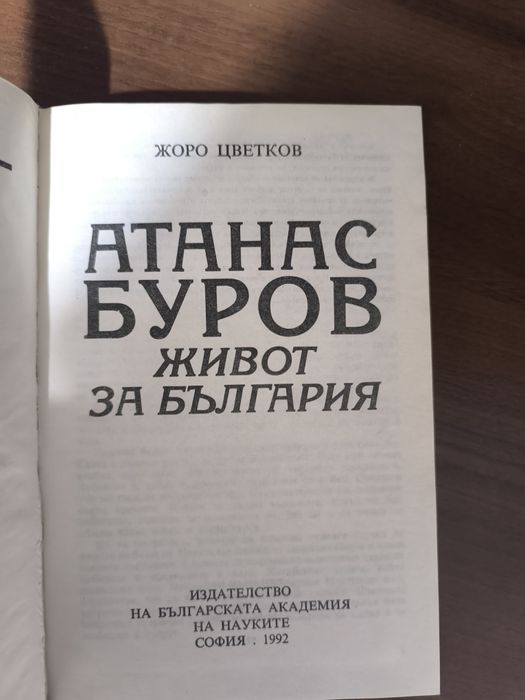 ЖОРО ЦВЕТКОВ
АТАНАС
БУРОВ
ЖИВОТ
ЗА БЪЛГАРИЯ
ИЗДАТЕЛСТВО
НА БЪЛГАРСКАТА АКАДЕМИЯ
НА НАУКИТЕ
СОФИЯ . 1992